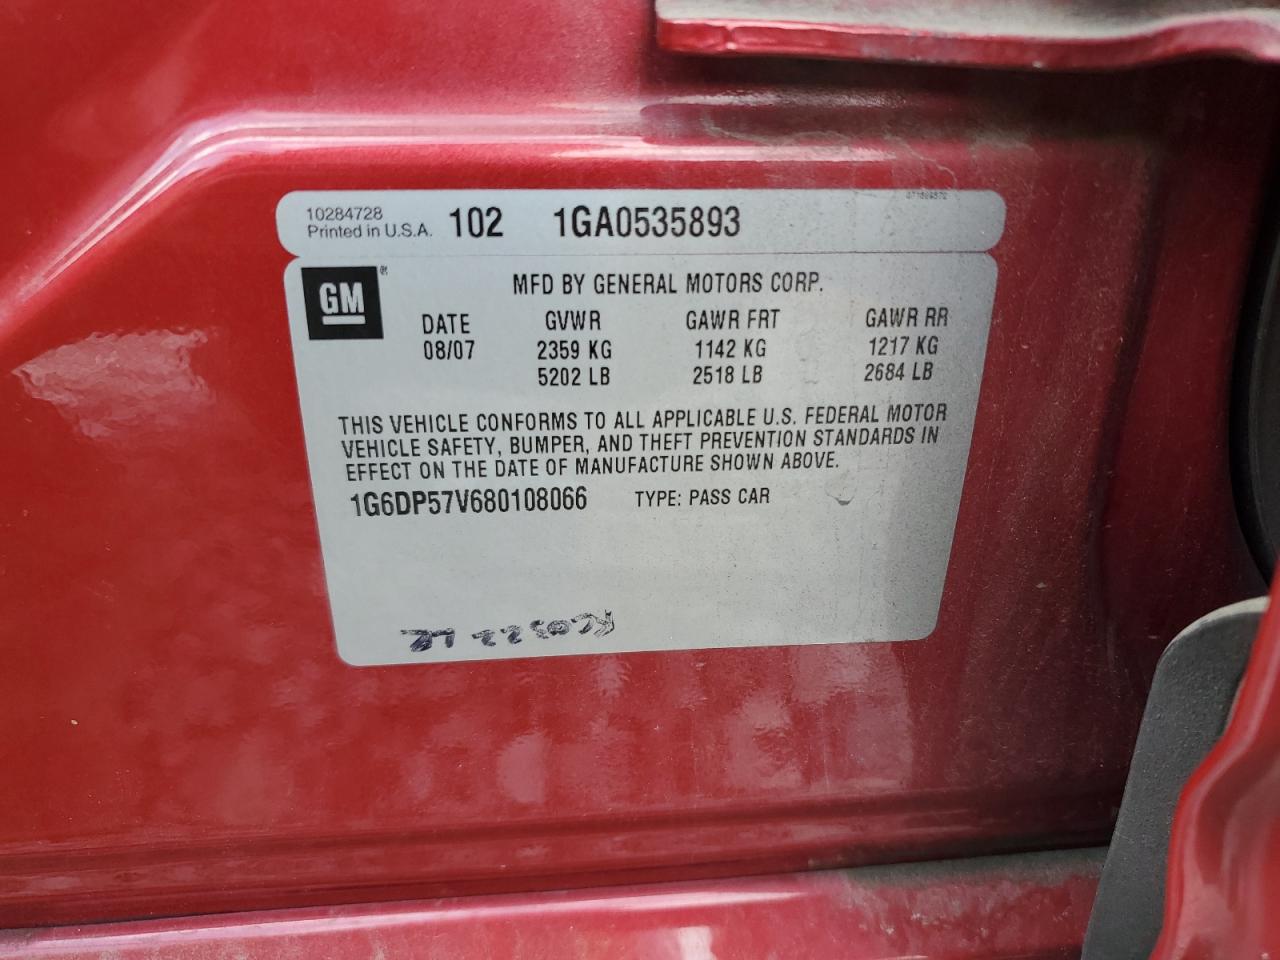 10284728
Printed in U.S.A. 102 1GA0535893
GM®
MFD BY GENERAL MOTORS CORP.
DATE GVWR GAWR FRT GAWR RR
08/07 2359 KG 1142 KG 1217 KG
5202 LB 2518 LB 2684 LB
THIS VEHICLE CONFORMS TO ALL APPLICABLE U.S. FEDERAL MOTOR
VEHICLE SAFETY, BUMPER, AND THEFT PREVENTION STANDARDS IN
EFFECT ON THE DATE OF MANUFACTURE SHOWN ABOVE.
1G6DP57V680108066 TYPE: PASS CAR